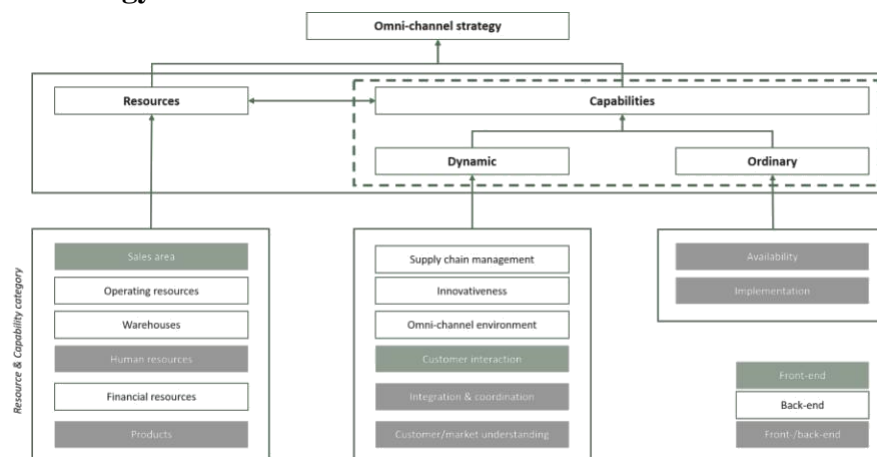 Omni-channel strategy
Resources
Capabilities
Dynamic
Ordinary
Resource & Capability category
Sales area
Operating resources
Warehouses
Human resources
Financial resources
Products
Supply chain management
Innovativeness
Omni-channel environment
Customer interaction
Integration & coordination
Customer/market understanding
Availability
Implementation
Front-end
Back-end
Front-/back-end